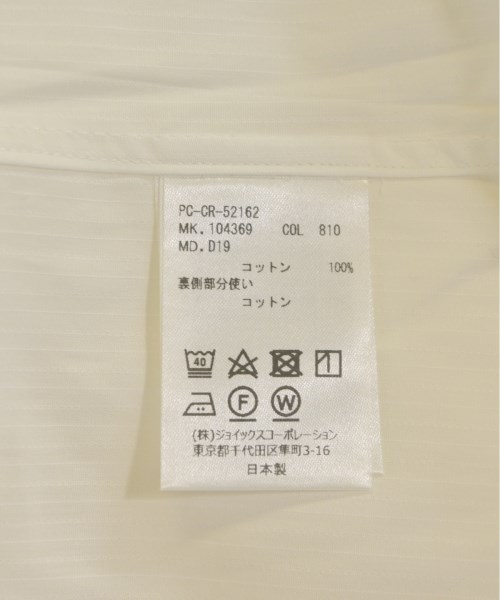 PC-CR-52162
MK. 104369 COL 810
MD. D19
コットン 100%
裏側部分使い
コットン
40
F W
(株)ジョイックスコーポレーション
東京都千代田区隼町3-16
日本製